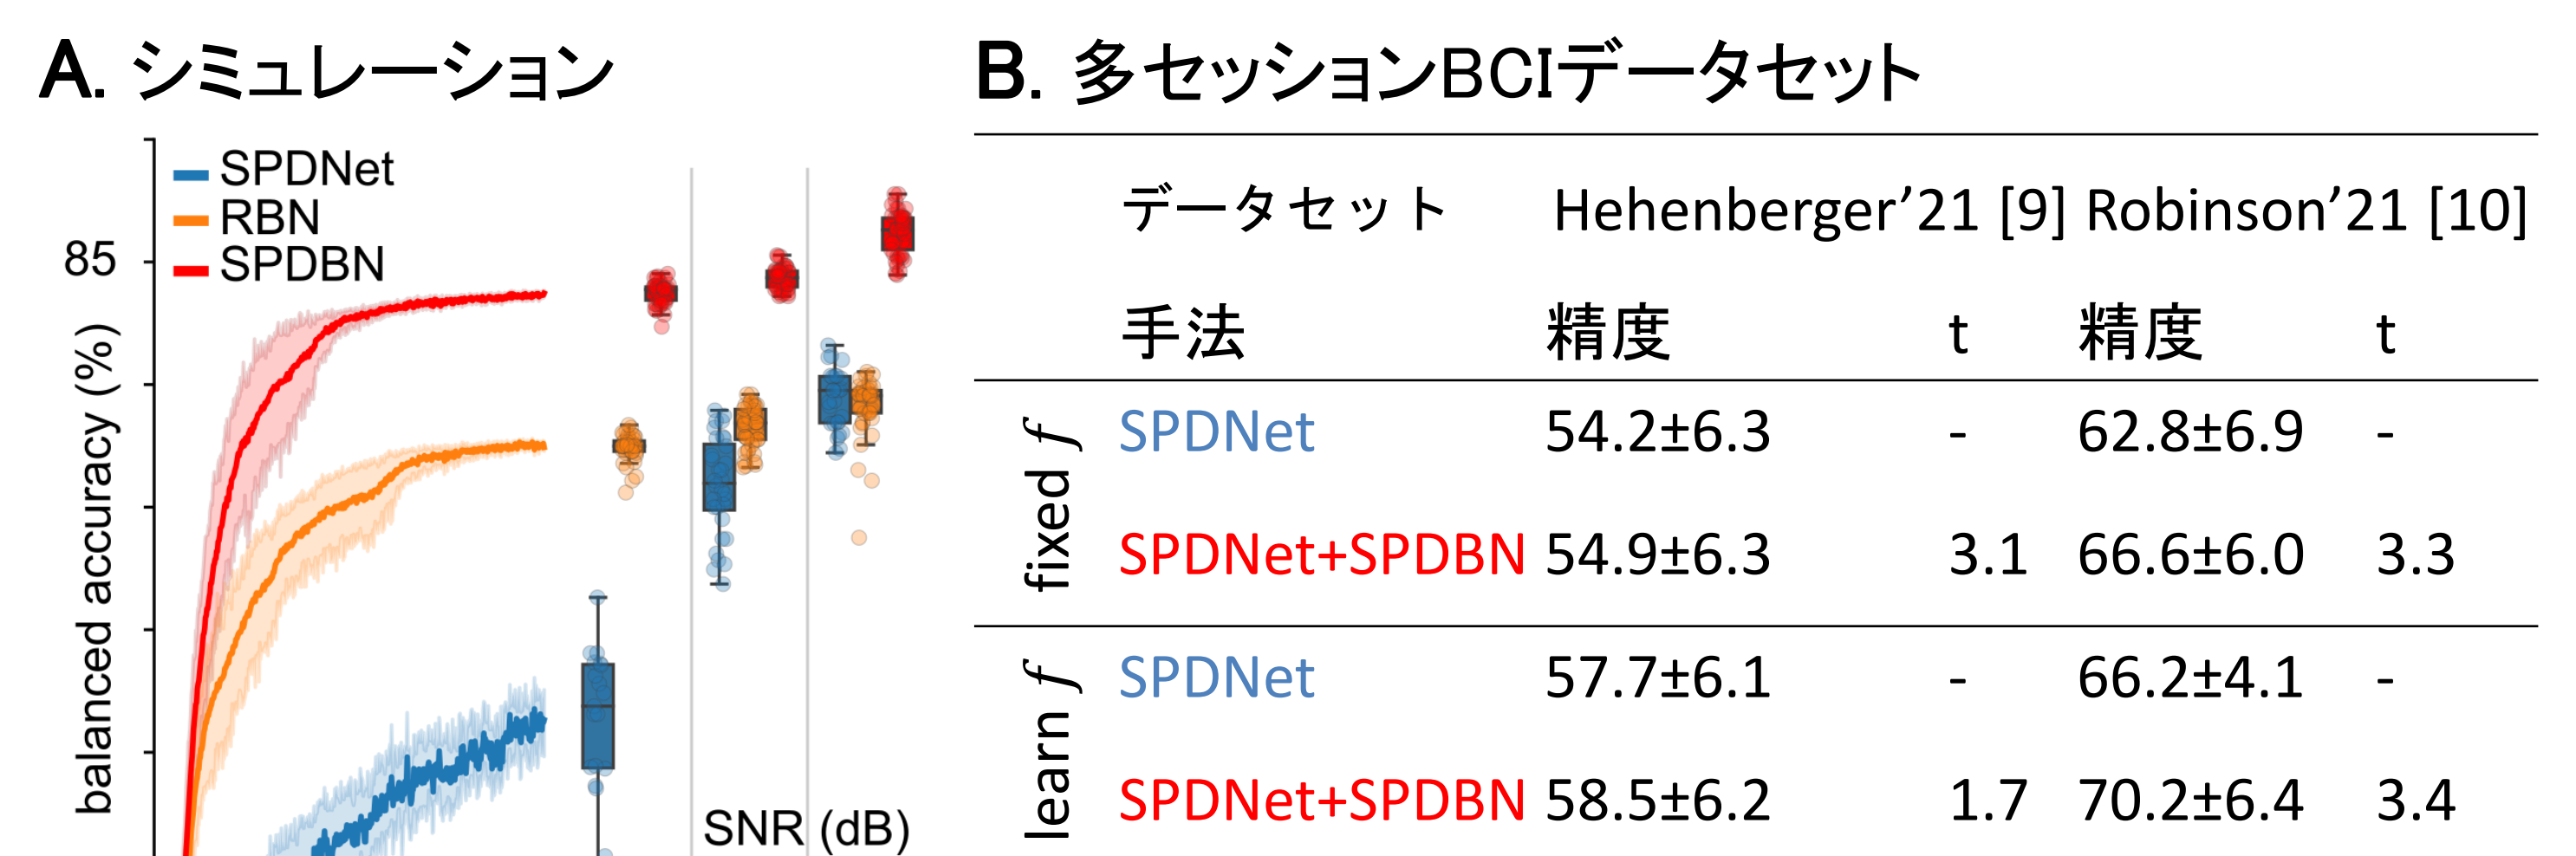 A. シミュレーション
SPDNet
RBN
SPDBN
85
balanced accuracy (%)
SNR (dB)
B. 多セッションBCIデータセット
データセット Hehenberger’21 [9] Robinson’21 [10]
手法 精度 t 精度 t
fixed f
SPDNet 54.2±6.3 - 62.8±6.9 -
SPDNet+SPDBN 54.9±6.3 3.1 66.6±6.0 3.3
learn f
SPDNet 57.7±6.1 - 66.2±4.1 -
SPDNet+SPDBN 58.5±6.2 1.7 70.2±6.4 3.4